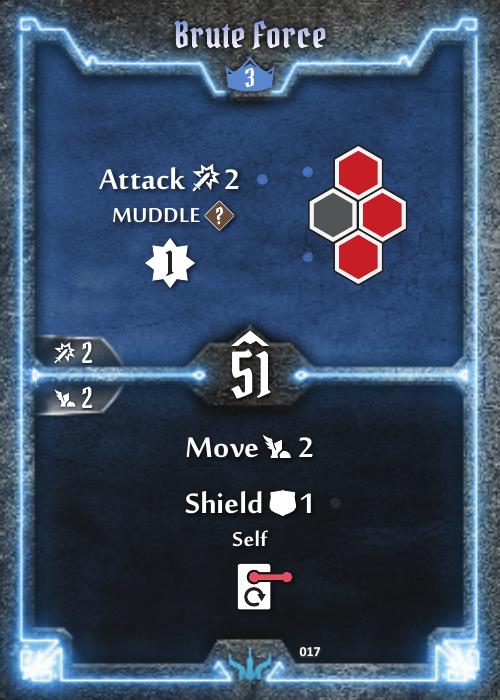 Brute Force
3
Attack 2
MUDDLE ?
1
2
51
2
Move 2
Shield 1
Self
017